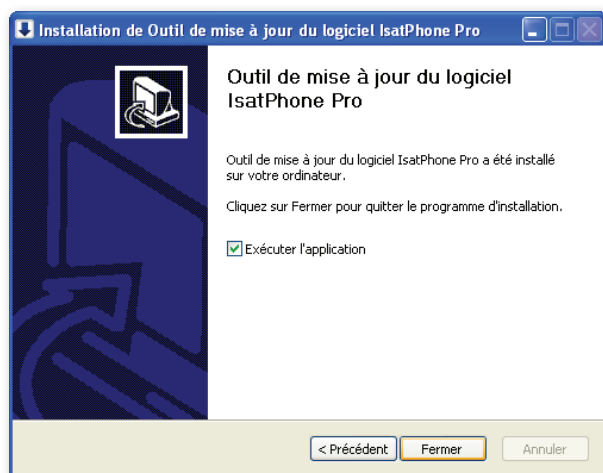 Installation de Outil de mise à jour du logiciel IsatPhone Pro
Outil de mise à jour du logiciel
IsatPhone Pro
Outil de mise à jour du logiciel IsatPhone Pro a été installé
sur votre ordinateur.
Cliquez sur Fermer pour quitter le programme d'installation.
Exécuter l'application
< Précédent Fermer Annuler